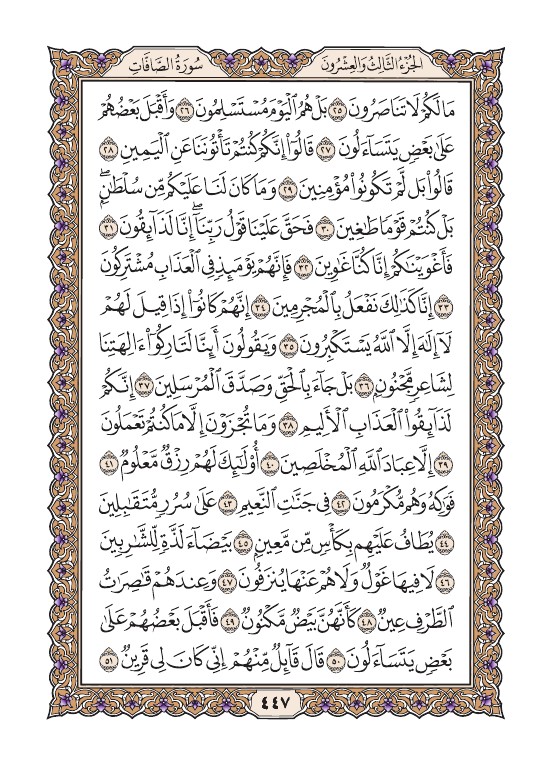 الجزء الثالث والعشرون
سورة الصافات
مَا لَكُمْ لَا تَنَاصَرُونَ ٢٥ بَلْ هُمُ ٱلْيَوْمَ مُسْتَسْلِمُونَ ٢٦ وَأَقْبَلَ بَعْضُهُمْ
عَلَىٰ بَعْضٍ يَتَسَآءَلُونَ ٢٧ قَالُوٓا۟ إِنَّكُمْ كُنتُمْ تَأْتُونَنَا عَنِ ٱلْيَمِينِ ٢٨
قَالُوا۟ بَل لَّمْ تَكُونُوا۟ مُؤْمِنِينَ ٢٩ وَمَا كَانَ لَنَا عَلَيْكُم مِّن سُلْطَٰنٍۭ ۖ
بَلْ كُنتُمْ قَوْمًا طَٰغِينَ ٣٠ فَحَقَّ عَلَيْنَا قَوْلُ رَبِّنَآ ۖ إِنَّا لَذَآئِقُونَ ٣١
فَأَغْوَيْنَٰكُمْ إِنَّا كُنَّا غَٰوِينَ ٣٢ فَإِنَّهُمْ يَوْمَئِذٍ فِى ٱلْعَذَابِ مُشْتَرِكُونَ
٣٣ إِنَّا كَذَٰلِكَ نَفْعَلُ بِٱلْمُجْرِمِينَ ٣٤ إِنَّهُمْ كَانُوٓا۟ إِذَا قِيلَ لَهُمْ
لَآ إِلَٰهَ إِلَّا ٱللَّهُ يَسْتَكْبِرُونَ ٣٥ وَيَقُولُونَ أَئِنَّا لَتَارِكُوٓا۟ ءَالِهَتِنَا
لِشَاعِرٍ مَّجْنُونٍۭ ٣٦ بَلْ جَآءَ بِٱلْحَقِّ وَصَدَّقَ ٱلْمُرْسَلِينَ ٣٧ إِنَّكُمْ
لَذَآئِقُوا۟ ٱلْعَذَابِ ٱلْأَلِيمِ ٣٨ وَمَا تُجْزَوْنَ إِلَّا مَا كُنتُمْ تَعْمَلُونَ
٣٩ إِلَّا عِبَادَ ٱللَّهِ ٱلْمُخْلَصِينَ ٤٠ أُو۟لَٰٓئِكَ لَهُمْ رِزْقٌ مَّعْلُومٌ ٤١
فَوَٰكِهُ وَهُم مُّكْرَمُونَ ٤٢ فِى جَنَّٰتِ ٱلنَّعِيمِ ٤٣ عَلَىٰ سُرُرٍ مُّتَقَٰبِلِينَ
٤٤ يُطَافُ عَلَيْهِم بِكَأْسٍ مِّن مَّعِينٍۭ ٤٥ بَيْضَآءَ لَذَّةٍ لِّلشَّٰرِبِينَ
٤٦ لَا فِيهَا غَوْلٌ وَلَا هُمْ عَنْهَا يُنزَفُونَ ٤٧ وَعِندَهُمْ قَٰصِرَٰتُ
ٱلطَّرْفِ عِينٌ ٤٨ كَأَنَّهُنَّ بَيْضٌ مَّكْنُونٌ ٤٩ فَأَقْبَلَ بَعْضُهُمْ عَلَىٰ
بَعْضٍ يَتَسَآءَلُونَ ٥٠ قَالَ قَآئِلٌ مِّنْهُمْ إِنِّى كَانَ لِى قَرِينٌ ٥١
٤٤٧